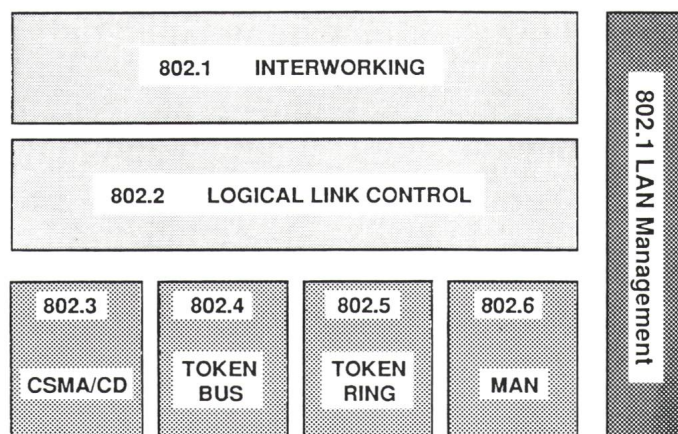 802.1 INTERWORKING
802.2 LOGICAL LINK CONTROL
802.3
CSMA/CD
802.4
TOKEN
BUS
802.5
TOKEN
RING
802.6
MAN
802.1 LAN Management